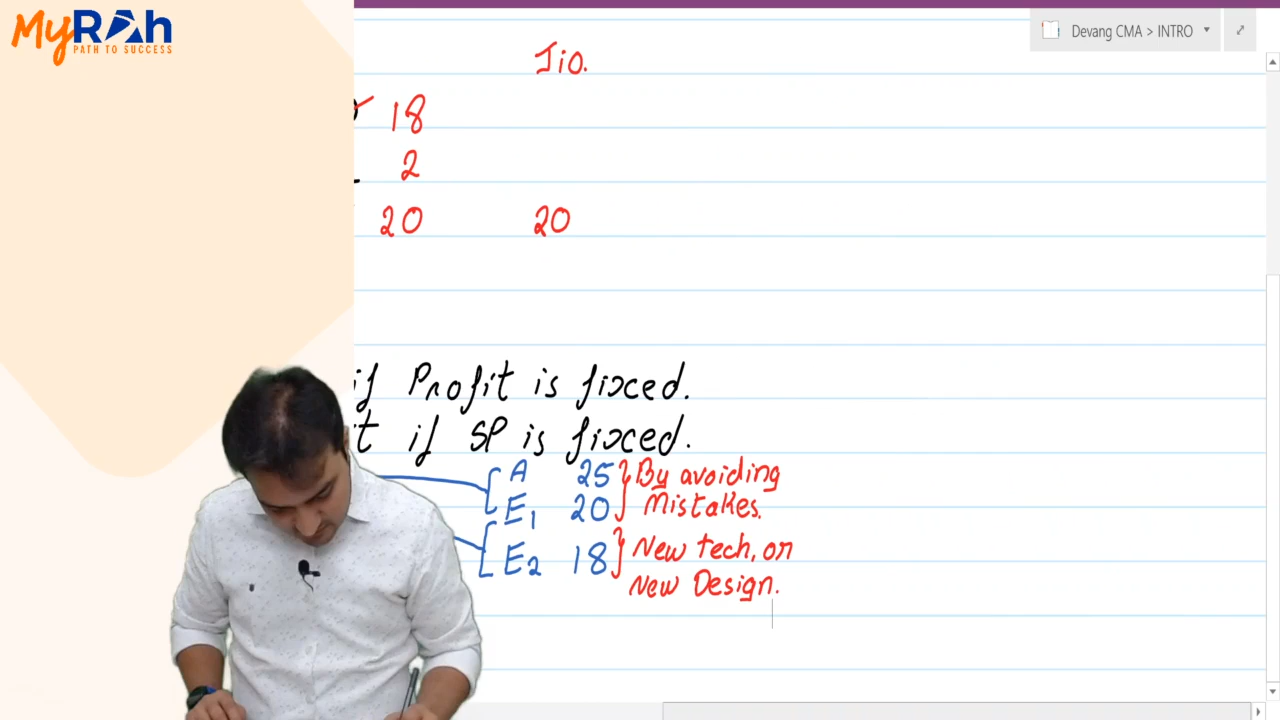 MyRAh
PATH TO SUCCESS
Devang CMA > INTRO
Jio.
18
2
20 20
if Profit is fixed.
if SP is fixed.
A 25 By avoiding
E1 20 Mistakes.
E2 18 New tech, or
New Design.